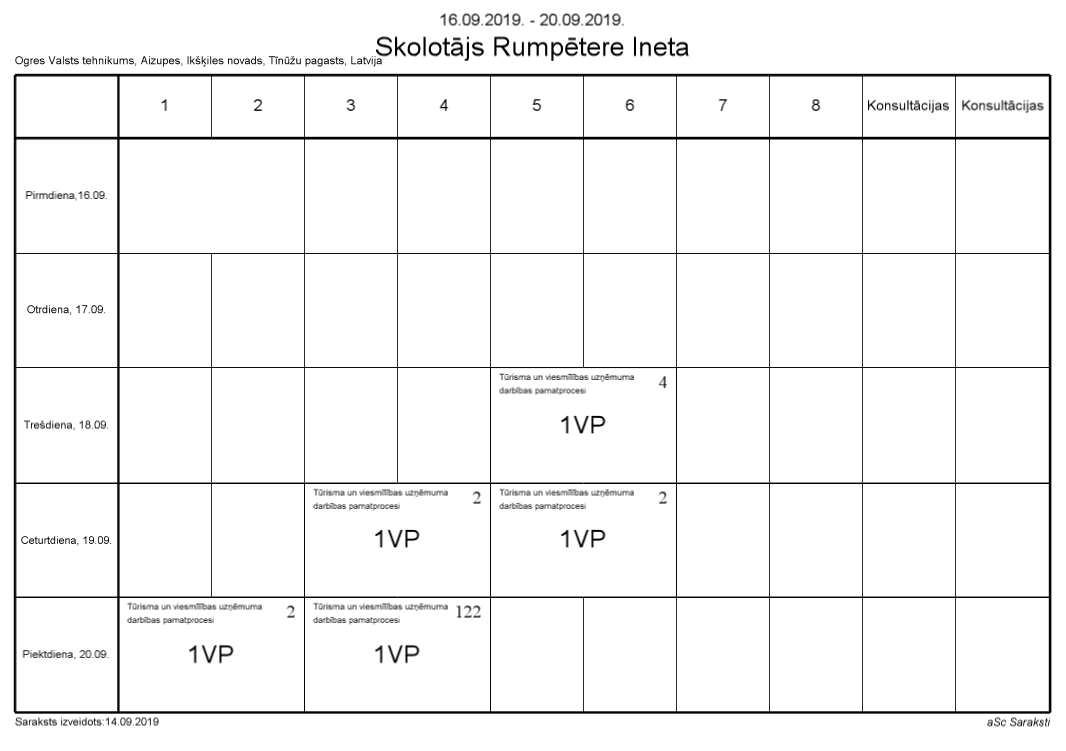 16.09.2019. - 20.09.2019.
Skolotājs Rumpētere Ineta
Ogres Valsts tehnikums, Aizupes, Ikšķiles novads, Tīnūžu pagasts, Latvija
1 2 3 4 5 6 7 8 Konsultācijas Konsultācijas
Pirmdiena,16.09.
Otrdiena, 17.09.
Trešdiena, 18.09.
Tūrisma un viesmīlības uzņēmuma
darbības pamatprocesi
4
1VP
Ceturtdiena, 19.09.
Tūrisma un viesmīlības uzņēmuma
darbības pamatprocesi
2
1VP
Tūrisma un viesmīlības uzņēmuma
darbības pamatprocesi
2
1VP
Piektdiena, 20.09.
Tūrisma un viesmīlības uzņēmuma
darbības pamatprocesi
2
1VP
Tūrisma un viesmīlības uzņēmuma
darbības pamatprocesi
122
1VP
Saraksts izveidots:14.09.2019
aSc Saraksti